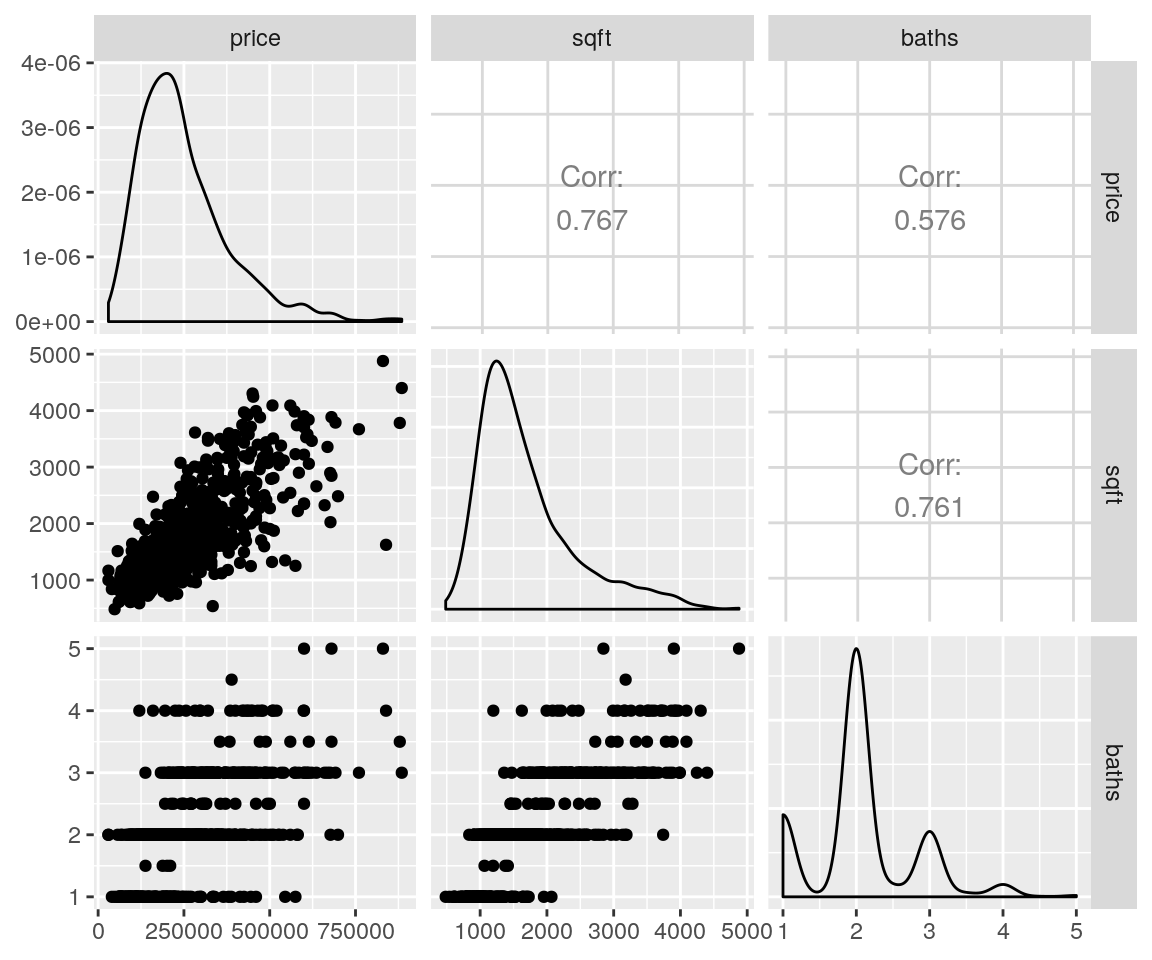 price sqft baths
4e-06
3e-06
2e-06
1e-06
0e+00
Corr:
0.767
Corr:
0.576
price
5000
4000
3000
2000
1000
Corr:
0.761
sqft
5
4
3
2
1
baths
0 250000 500000 750000
1000 2000 3000 4000 5000
1 2 3 4 5